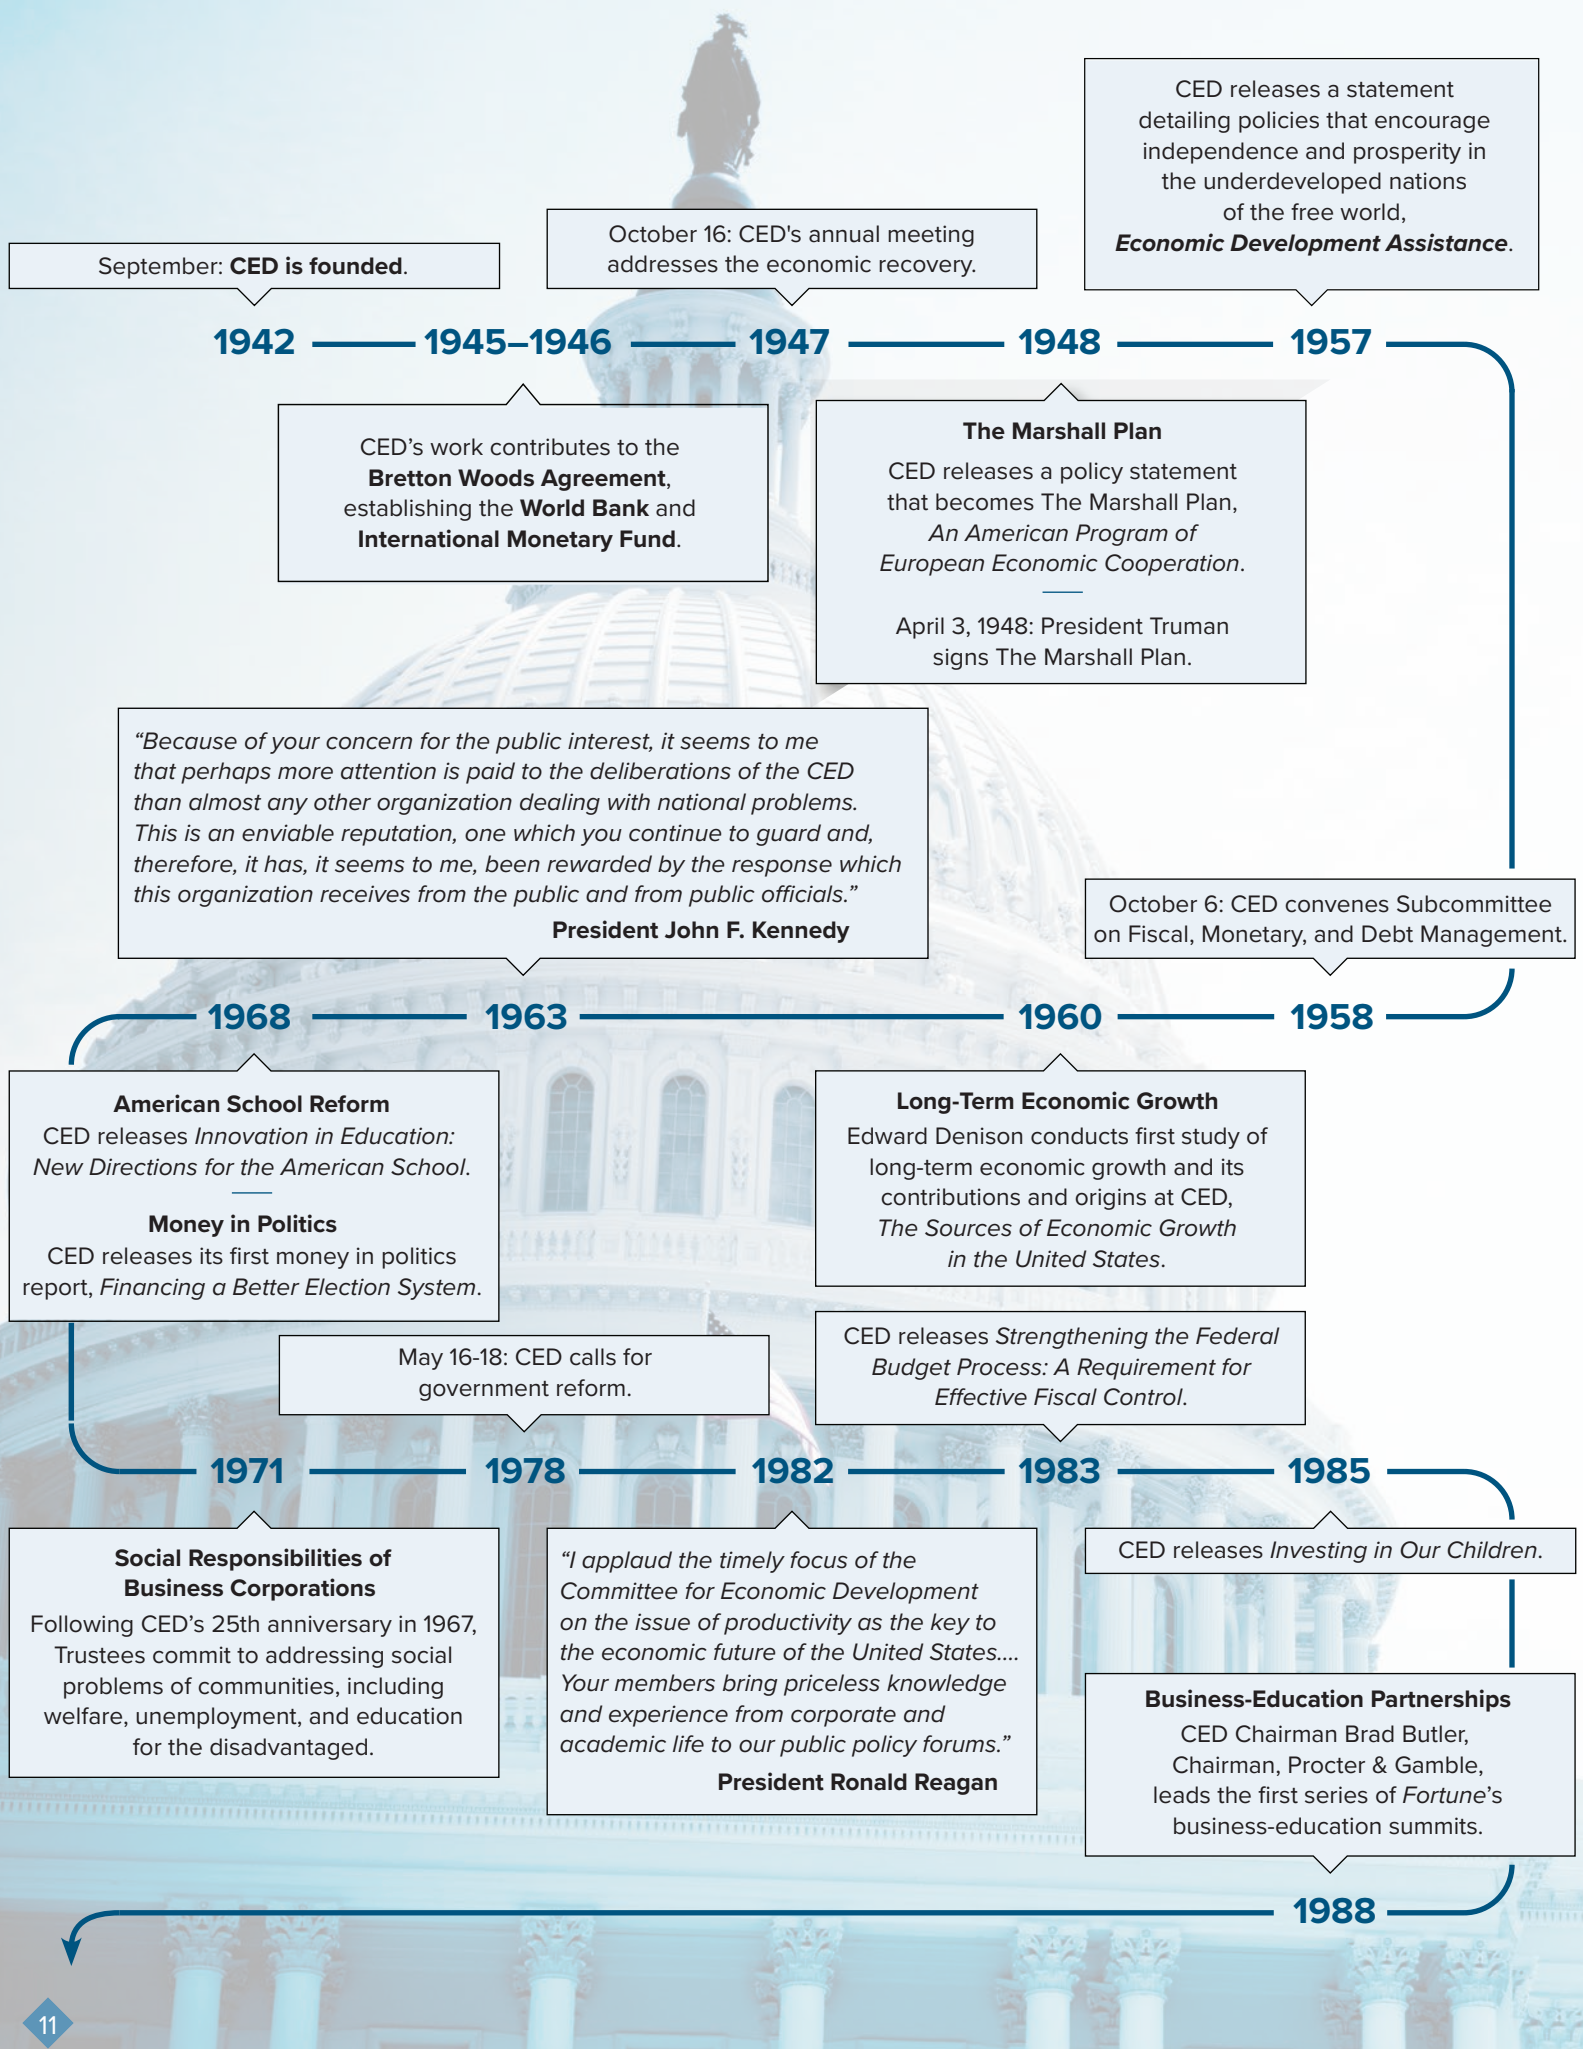 September: CED is founded.
1942
1945–1946
CED’s work contributes to the
Bretton Woods Agreement,
establishing the World Bank and
International Monetary Fund.
October 16: CED's annual meeting
addresses the economic recovery.
1947
1948
The Marshall Plan
CED releases a policy statement
that becomes The Marshall Plan,
An American Program of
European Economic Cooperation.
April 3, 1948: President Truman
signs The Marshall Plan.
CED releases a statement
detailing policies that encourage
independence and prosperity in
the underdeveloped nations
of the free world,
Economic Development Assistance.
1957
October 6: CED convenes Subcommittee
on Fiscal, Monetary, and Debt Management.
1958
1960
Long-Term Economic Growth
Edward Denison conducts first study of
long-term economic growth and its
contributions and origins at CED,
The Sources of Economic Growth
in the United States.
“Because of your concern for the public interest, it seems to me
that perhaps more attention is paid to the deliberations of the CED
than almost any other organization dealing with national problems.
This is an enviable reputation, one which you continue to guard and,
therefore, it has, it seems to me, been rewarded by the response which
this organization receives from the public and from public officials.”
President John F. Kennedy
1963
1968
American School Reform
CED releases Innovation in Education:
New Directions for the American School.
Money in Politics
CED releases its first money in politics
report, Financing a Better Election System.
1971
Social Responsibilities of
Business Corporations
Following CED’s 25th anniversary in 1967,
Trustees commit to addressing social
problems of communities, including
welfare, unemployment, and education
for the disadvantaged.
May 16-18: CED calls for
government reform.
1978
1982
“I applaud the timely focus of the
Committee for Economic Development
on the issue of productivity as the key to
the economic future of the United States....
Your members bring priceless knowledge
and experience from corporate and
academic life to our public policy forums.”
President Ronald Reagan
CED releases Strengthening the Federal
Budget Process: A Requirement for
Effective Fiscal Control.
1983
1985
CED releases Investing in Our Children.
Business-Education Partnerships
CED Chairman Brad Butler,
Chairman, Procter & Gamble,
leads the first series of Fortune’s
business-education summits.
1988
11